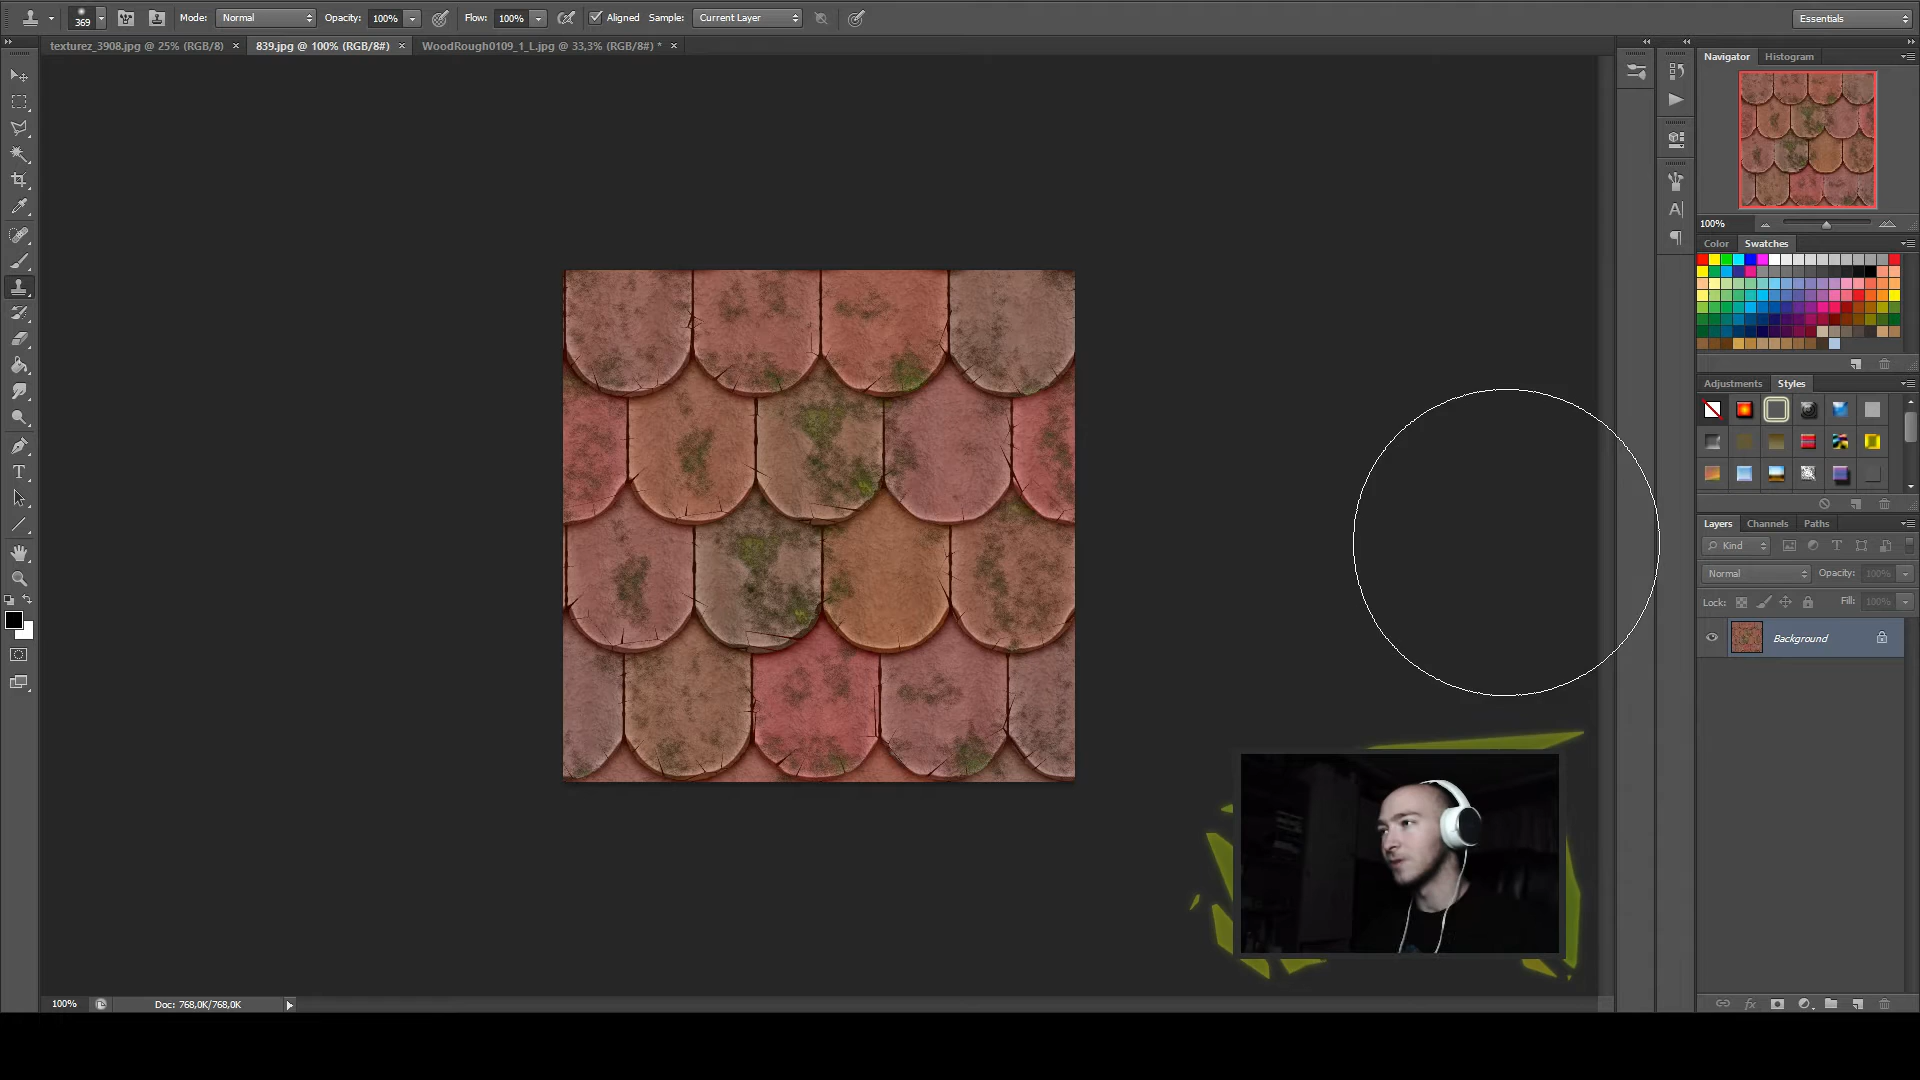 369 Mode: Normal Opacity: 100% Flow: 100% Aligned Sample: Current Layer Essentials
texturez_3908.jpg @ 25% (RGB/8) × 839.jpg @ 100% (RGB/8#) × WoodRough0109_1_L.jpg @ 33,3% (RGB/8#) * ×
Navigator Histogram
100%
Color Swatches
Adjustments Styles
Layers Channels Paths
Kind
Normal Opacity: 100%
Lock: Fill: 100%
Background
100% Doc: 768,0K/768,0K